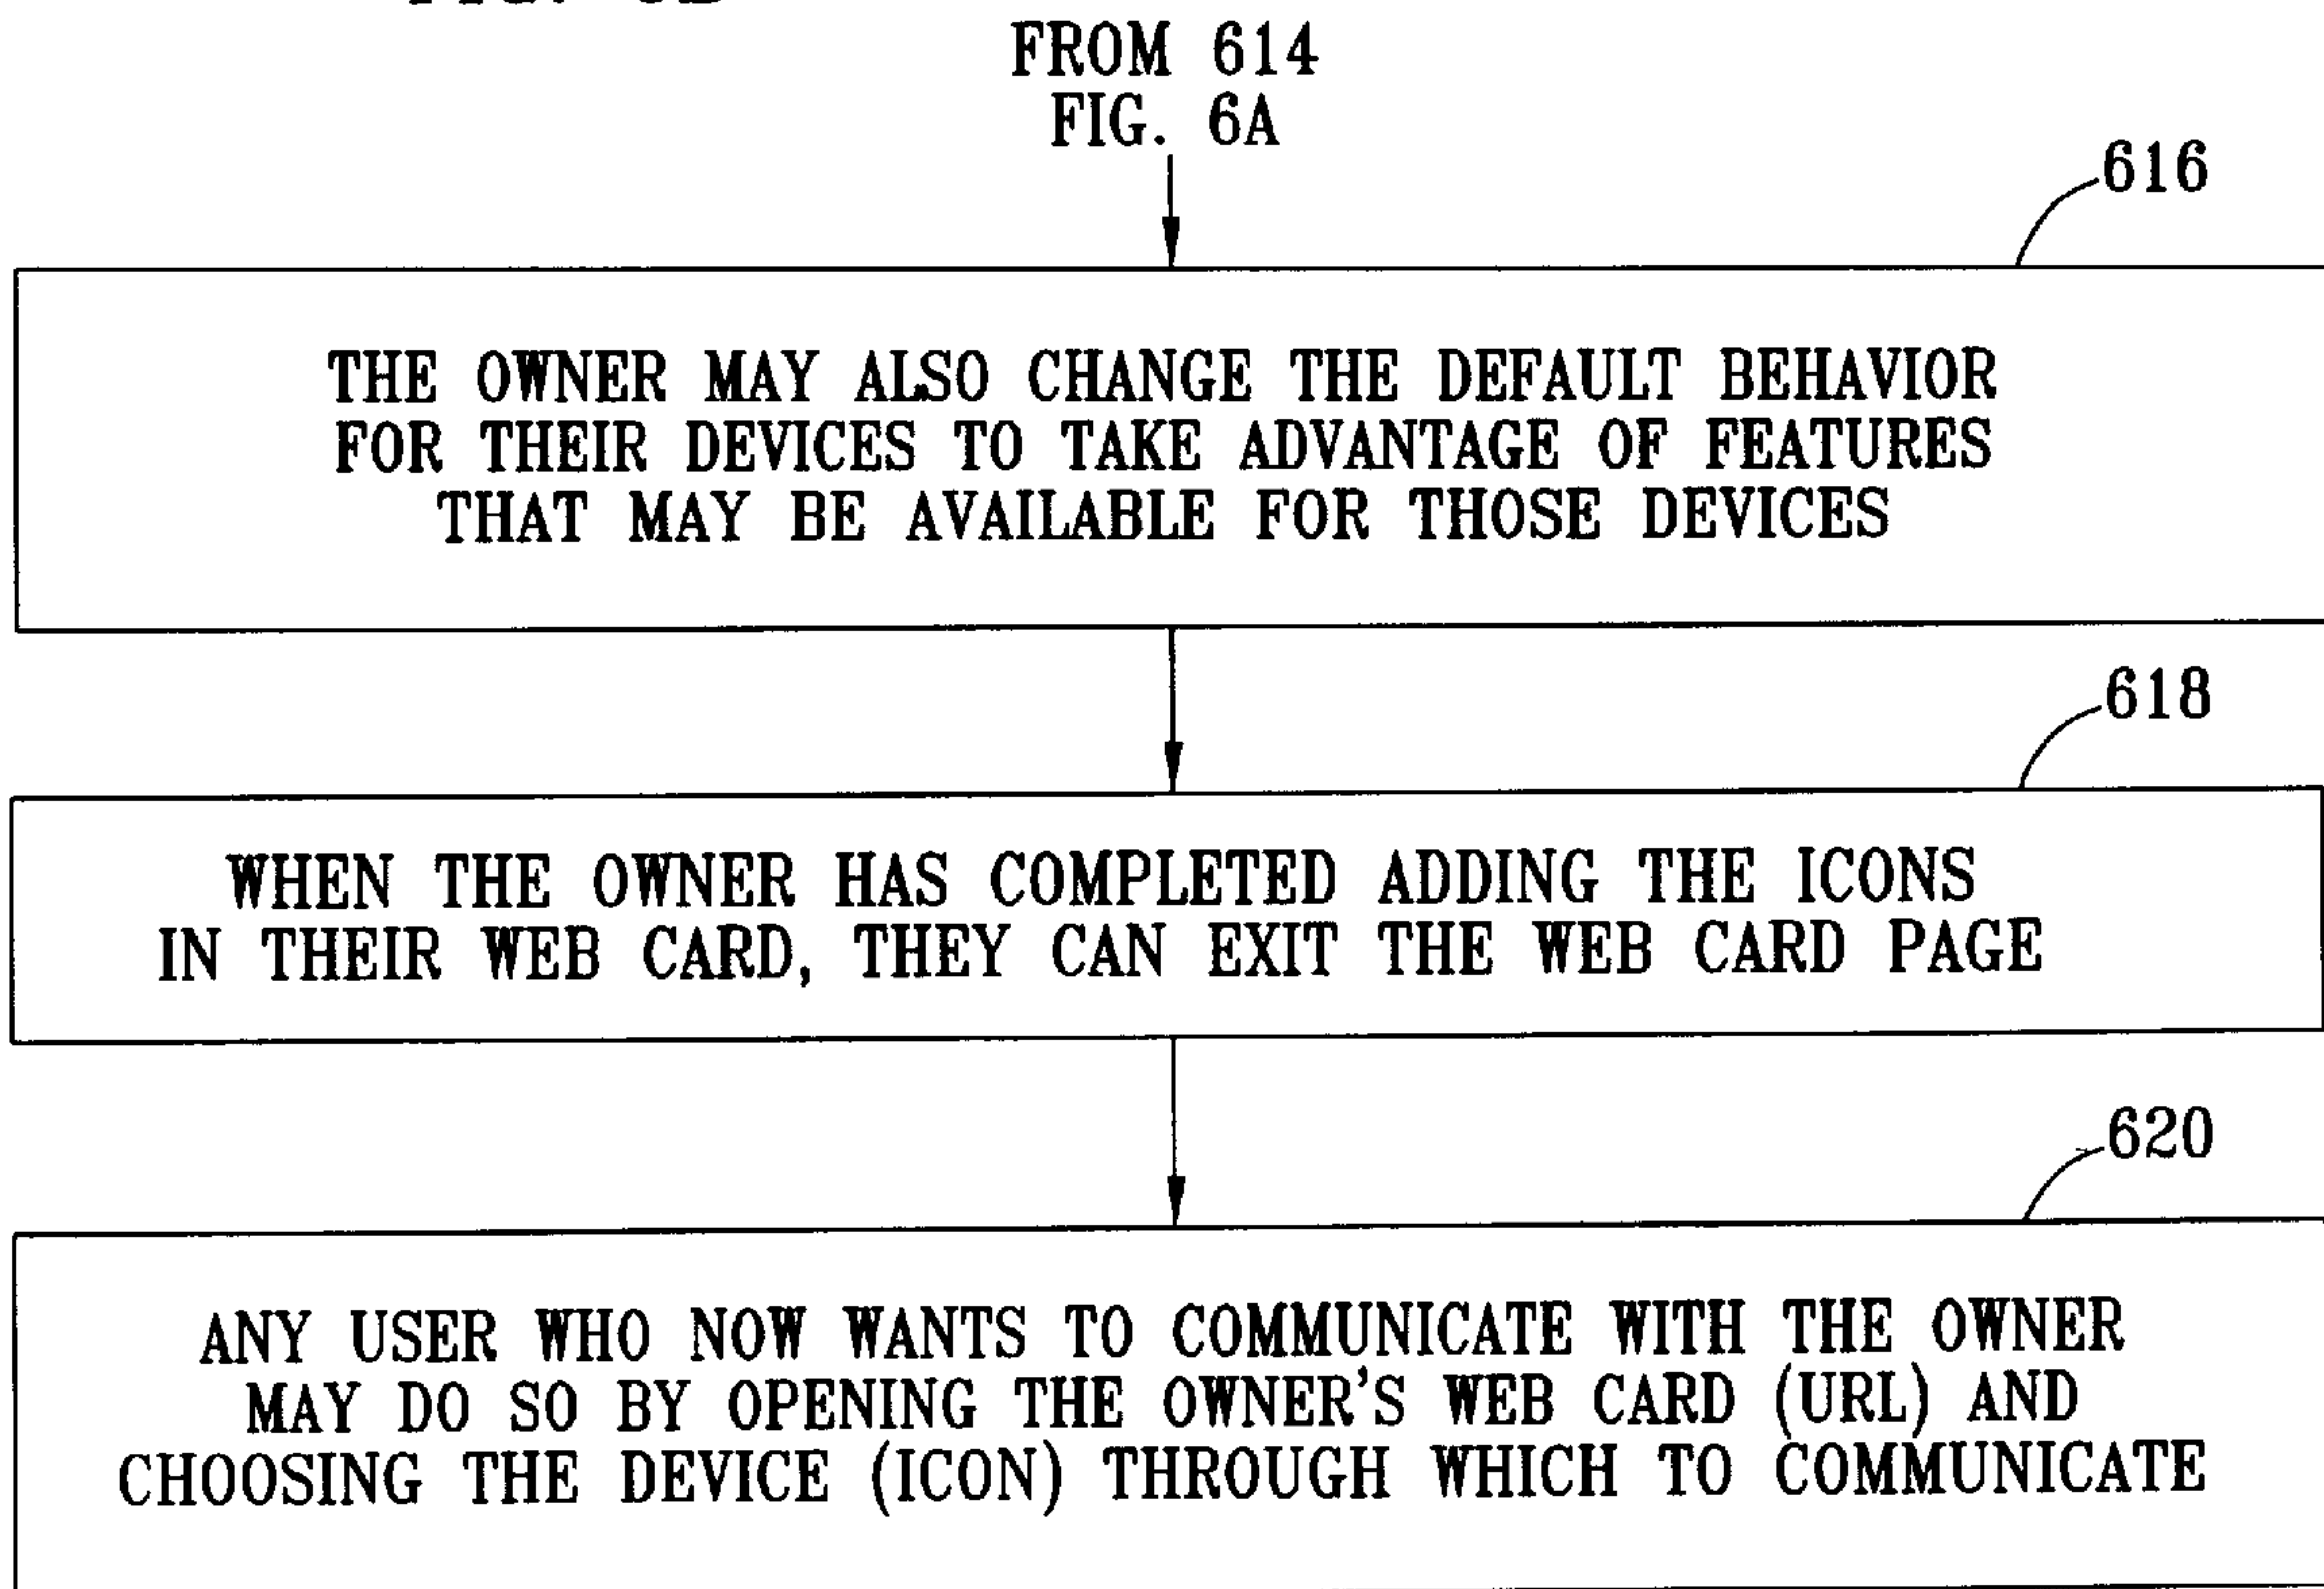 FROM 614
FIG. 6A
616
THE OWNER MAY ALSO CHANGE THE DEFAULT BEHAVIOR
FOR THEIR DEVICES TO TAKE ADVANTAGE OF FEATURES
THAT MAY BE AVAILABLE FOR THOSE DEVICES
618
WHEN THE OWNER HAS COMPLETED ADDING THE ICONS
IN THEIR WEB CARD, THEY CAN EXIT THE WEB CARD PAGE
620
ANY USER WHO NOW WANTS TO COMMUNICATE WITH THE OWNER
MAY DO SO BY OPENING THE OWNER'S WEB CARD (URL) AND
CHOOSING THE DEVICE (ICON) THROUGH WHICH TO COMMUNICATE